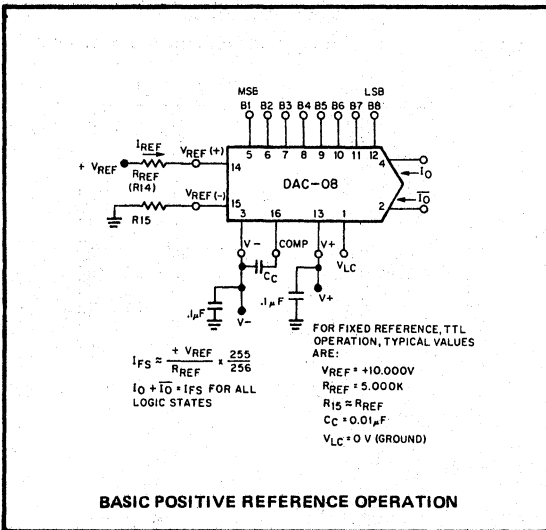 MSB LSB
B1 B2 B3 B4 B5 B6 B7 B8
5 6 7 8 9 10 11 12
IREF VREF (+)
+ VREF
RREF
(R14)
14
4
IO
DAC-08
VREF(-)
15
R15
2
I̅O̅
3 16 13 1
V- COMP V+
CC
VLC
.1μF
V-
.1μF
V+
IFS ≈ + VREF / RREF x 255 / 256
IO + I̅O̅ = IFS FOR ALL
LOGIC STATES
FOR FIXED REFERENCE, TTL
OPERATION, TYPICAL VALUES
ARE:
VREF = +10.000V
RREF = 5.000K
R15 ≈ RREF
CC = 0.01μF
VLC = 0 V (GROUND)
BASIC POSITIVE REFERENCE OPERATION